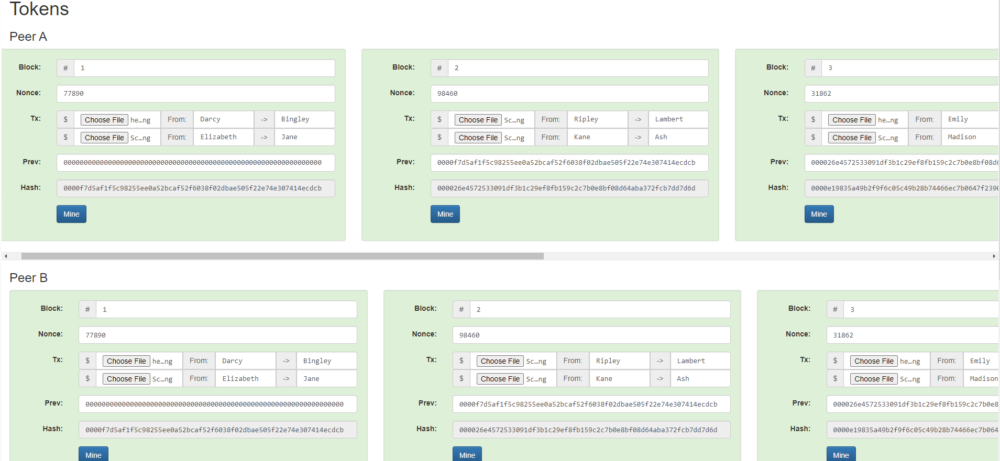 Tokens
Peer A
Block: # 1 Block: # 2 Block: # 3
Nonce: 77890 Nonce: 98460 Nonce: 31862
Tx: $ Choose File he...ng From: Darcy -> Bingley Tx: $ Choose File Sc...ng From: Ripley -> Lambert Tx: $ Choose File he...ng From: Emily
$ Choose File Sc...ng From: Elizabeth -> Jane $ Choose File Sc...ng From: Kane -> Ash $ Choose File Sc...ng From: Madison
Prev: 0000000000000000000000000000000000000000000000000000000000000000 Prev: 0000f7d5af1f5c98255ee0a52bcaf52f6038f02dbae505f22e74e307414ecdcb Prev: 000026e4572533091df3b1c29ef8fb159c2c7b0e8bf08d6
Hash: 0000f7d5af1f5c98255ee0a52bcaf52f6038f02dbae505f22e74e307414ecdcb Hash: 000026e4572533091df3b1c29ef8fb159c2c7b0e8bf08d64aba372fcb7dd7d6d Hash: 0000e19835a49b2f9f6c05c49b28b74466ec7b0647f2390
Mine Mine Mine
Peer B
Block: # 1 Block: # 2 Block: # 3
Nonce: 77890 Nonce: 98460 Nonce: 31862
Tx: $ Choose File he...ng From: Darcy -> Bingley Tx: $ Choose File Sc...ng From: Ripley -> Lambert Tx: $ Choose File he...ng From: Emily
$ Choose File Sc...ng From: Elizabeth -> Jane $ Choose File Sc...ng From: Kane -> Ash $ Choose File Sc...ng From: Madison
Prev: 0000000000000000000000000000000000000000000000000000000000000000 Prev: 0000f7d5af1f5c98255ee0a52bcaf52f6038f02dbae505f22e74e307414ecdcb Prev: 000026e4572533091df3b1c29ef8fb159c2c7b0e8
Hash: 0000f7d5af1f5c98255ee0a52bcaf52f6038f02dbae505f22e74e307414ecdcb Hash: 000026e4572533091df3b1c29ef8fb159c2c7b0e8bf08d64aba372fcb7dd7d6d Hash: 0000e19835a49b2f9f6c05c49b28b74466ec7b064
Mine Mine Mine